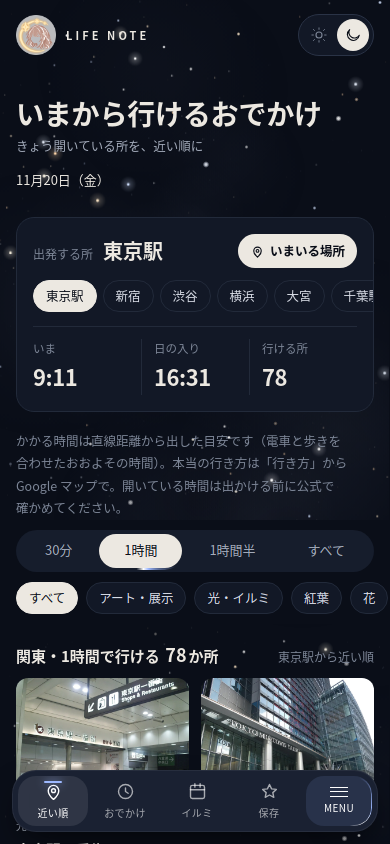 LIFE NOTE
いまから行けるおでかけ
きょう開いている所を、近い順に
11月20日（金）
出発する所 東京駅 いまいる場所
東京駅 新宿 渋谷 横浜 大宮 千葉駅
いま 日の入り 行ける所
9:11 16:31 78
かかる時間は直線距離から出した目安です（電車と歩きを
合わせたおおよその時間）。本当の行き方は「行き方」から
Google マップで。開いている時間は出かける前に公式で
確かめてください。
30分 1時間 1時間半 すべて
すべて アート・展示 光・イルミ 紅葉 花
関東・1時間で行ける 78か所 東京駅から近い順
近い順 おでかけ イルミ 保存 MENU